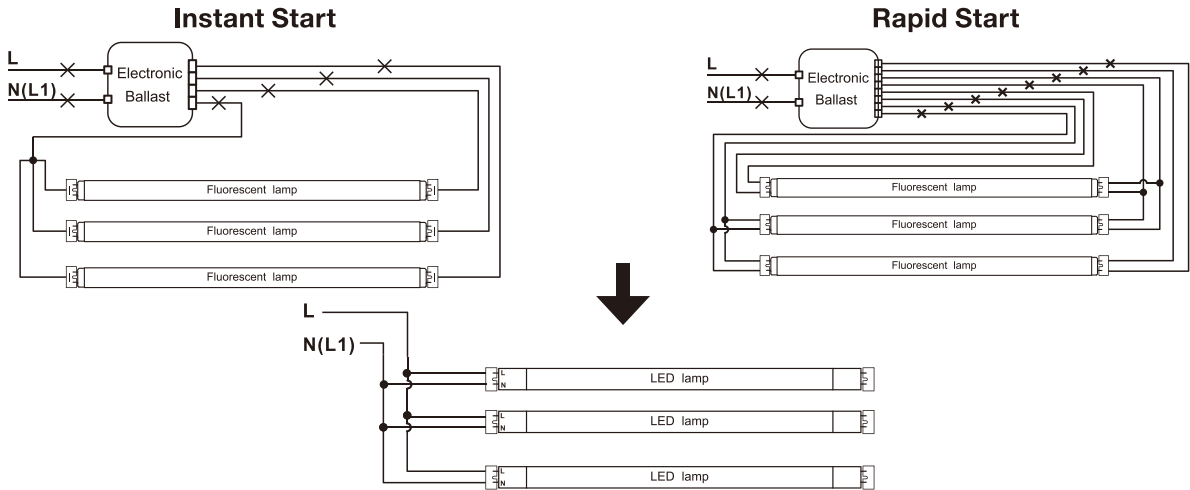 Instant Start
L
N(L1)
Electronic
Ballast
Fluorescent lamp
Fluorescent lamp
Fluorescent lamp
Rapid Start
L
N(L1)
Electronic
Ballast
Fluorescent lamp
Fluorescent lamp
Fluorescent lamp
L
N(L1)
L
N
LED lamp
L
N
LED lamp
L
N
LED lamp